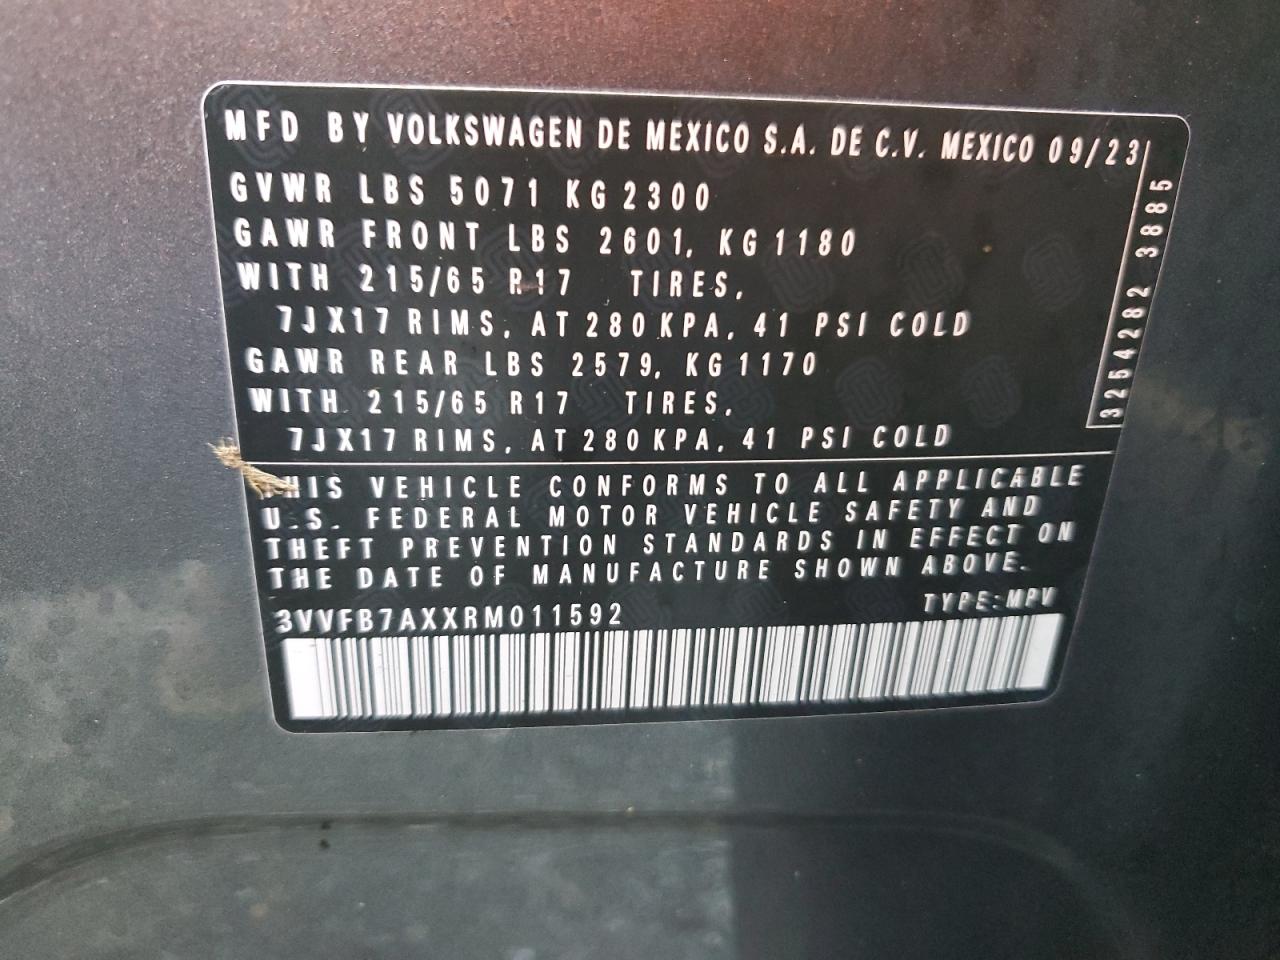 MFD BY VOLKSWAGEN DE MEXICO S.A. DE C.V. MEXICO 09/23
GVWR LBS 5071 KG 2300
GAWR FRONT LBS 2601, KG 1180
WITH 215/65 R17 TIRES,
7JX17 RIMS, AT 280 KPA, 41 PSI COLD
GAWR REAR LBS 2579, KG 1170
WITH 215/65 R17 TIRES,
7JX17 RIMS, AT 280 KPA, 41 PSI COLD
3254282 3885
THIS VEHICLE CONFORMS TO ALL APPLICABLE
U.S. FEDERAL MOTOR VEHICLE SAFETY AND
THEFT PREVENTION STANDARDS IN EFFECT ON
THE DATE OF MANUFACTURE SHOWN ABOVE.
3VVFB7AXXRM011592 TYPE:MPV